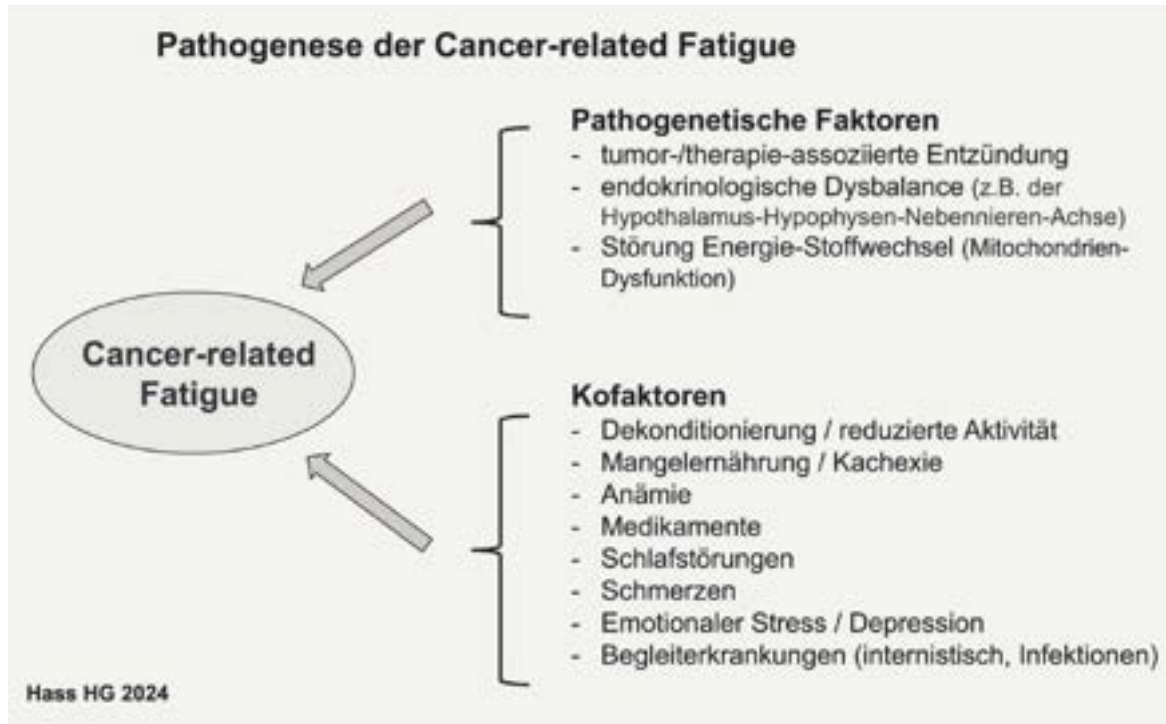 Pathogenese der Cancer-related Fatigue
Pathogenetische Faktoren
- tumor-/therapie-assoziierte Entzündung
- endokrinologische Dysbalance (z.B. der
Hypothalamus-Hypophysen-Nebennieren-Achse)
- Störung Energie-Stoffwechsel (Mitochondrien-
Dysfunktion)
Cancer-related
Fatigue
Kofaktoren
- Dekonditionierung / reduzierte Aktivität
- Mangelernährung / Kachexie
- Anämie
- Medikamente
- Schlafstörungen
- Schmerzen
- Emotionaler Stress / Depression
- Begleiterkrankungen (internistisch, Infektionen)
Hass HG 2024